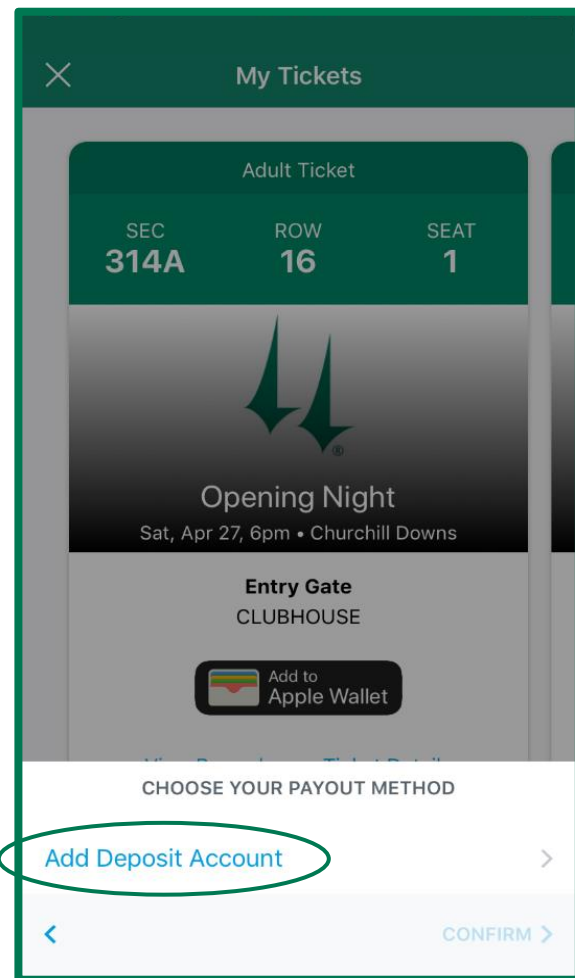 My Tickets
Adult Ticket
SEC ROW SEAT
314A 16 1
®
Opening Night
Sat, Apr 27, 6pm • Churchill Downs
Entry Gate
CLUBHOUSE
Add to
Apple Wallet
CHOOSE YOUR PAYOUT METHOD
Add Deposit Account
CONFIRM